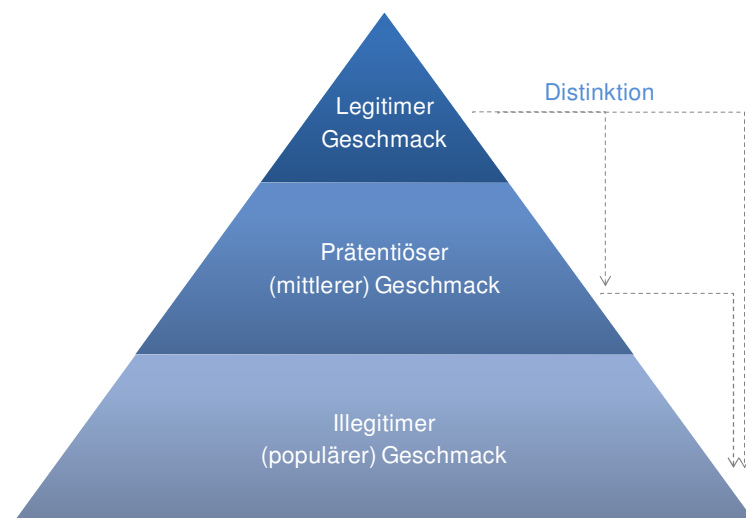 Legitimer
Geschmack
Distinktion
Prätentiöser
(mittlerer) Geschmack
Illegitimer
(populärer) Geschmack